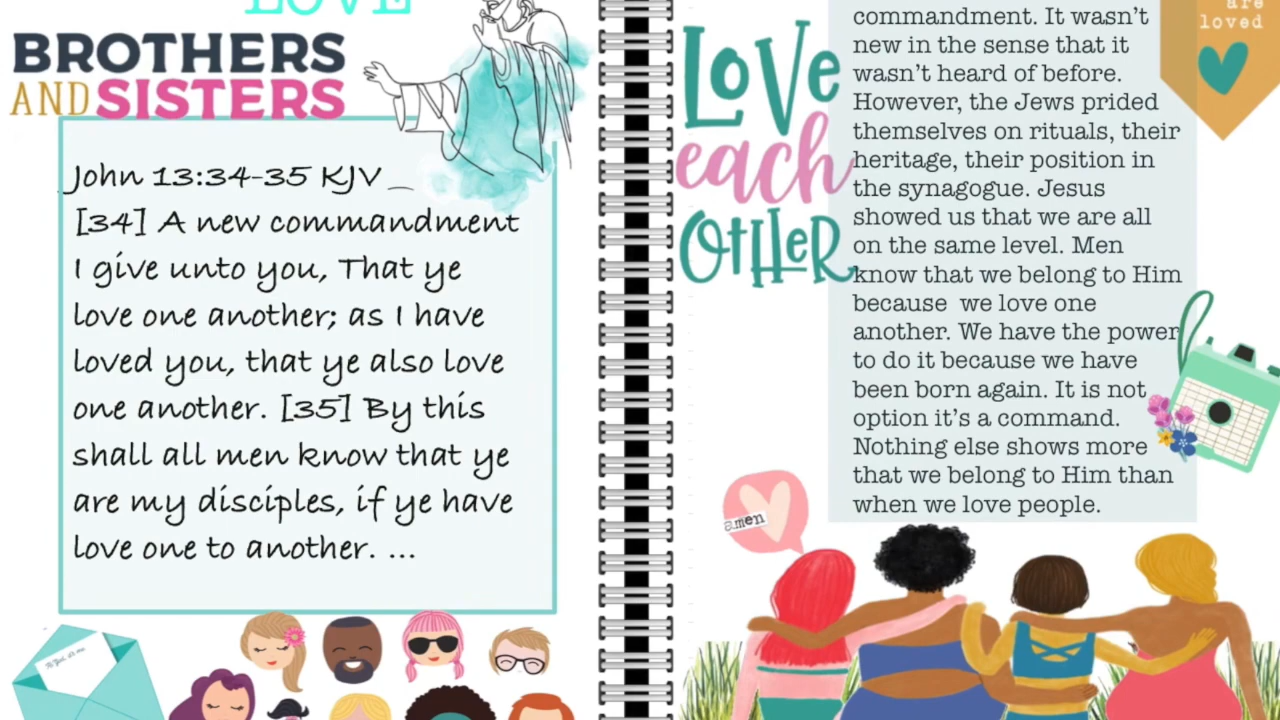 LOVE
BROTHERS
AND SISTERS
John 13:34-35 KJV _
[34] A new commandment
I give unto you, That ye
love one another; as I have
loved you, that ye also love
one another. [35] By this
shall all men know that ye
are my disciples, if ye have
love one to another. ...
LOVE
each
OTHER
commandment. It wasn't
new in the sense that it
wasn't heard of before.
However, the Jews prided
themselves on rituals, their
heritage, their position in
the synagogue. Jesus
showed us that we are all
on the same level. Men
know that we belong to Him
because  we love one
another. We have the power
to do it because we have
been born again. It is not
option it's a command.
Nothing else shows more
that we belong to Him than
when we love people.
are
loved
amen